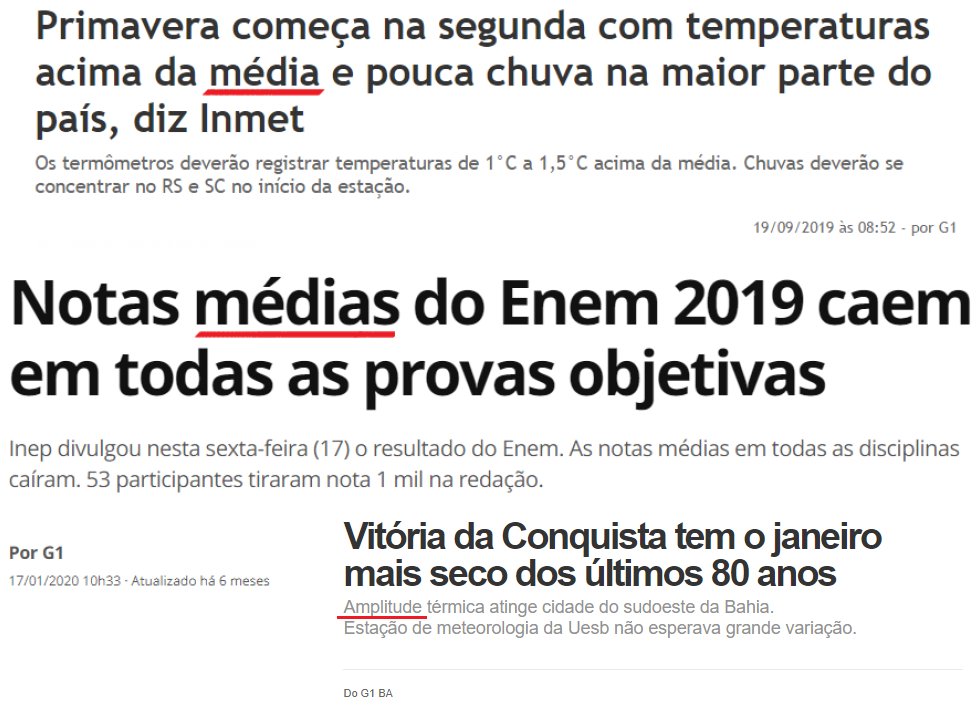 Primavera começa na segunda com temperaturas
acima da média e pouca chuva na maior parte do
país, diz Inmet
Os termômetros deverão registrar temperaturas de 1°C a 1,5°C acima da média. Chuvas deverão se
concentrar no RS e SC no início da estação.
19/09/2019 às 08:52 - por G1
Notas médias do Enem 2019 caem
em todas as provas objetivas
Inep divulgou nesta sexta-feira (17) o resultado do Enem. As notas médias em todas as disciplinas
caíram. 53 participantes tiraram nota 1 mil na redação.
Por G1
17/01/2020 10h33 · Atualizado há 6 meses
Vitória da Conquista tem o janeiro
mais seco dos últimos 80 anos
Amplitude térmica atinge cidade do sudoeste da Bahia.
Estação de meteorologia da Uesb não esperava grande variação.
Do G1 BA